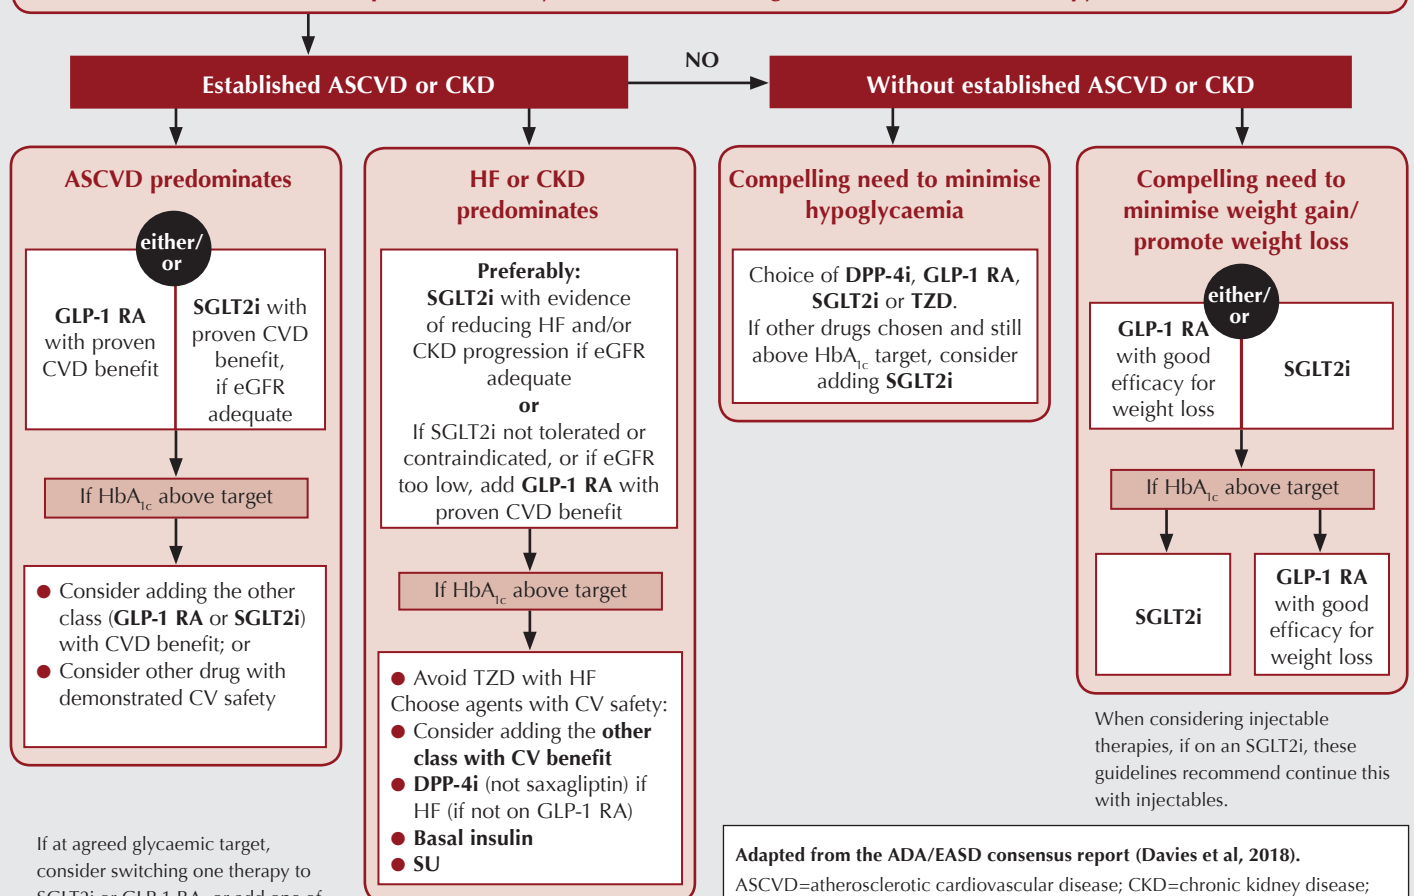 NO
Established ASCVD or CKD
Without established ASCVD or CKD
ASCVD predominates
either/
or
GLP-1 RA
with proven
CVD benefit
SGLT2i with
proven CVD
benefit,
if eGFR
adequate
If HbA1c above target
● Consider adding the other
class (GLP-1 RA or SGLT2i)
with CVD benefit; or
● Consider other drug with
demonstrated CV safety
If at agreed glycaemic target,
consider switching one therapy to
SGLT2i or GLP-1 RA, or add one of
HF or CKD
predominates
Preferably:
SGLT2i with evidence
of reducing HF and/or
CKD progression if eGFR
adequate
or
If SGLT2i not tolerated or
contraindicated, or if eGFR
too low, add GLP-1 RA with
proven CVD benefit
If HbA1c above target
● Avoid TZD with HF
Choose agents with CV safety:
● Consider adding the other
class with CV benefit
● DPP-4i (not saxagliptin) if
HF (if not on GLP-1 RA)
● Basal insulin
● SU
Compelling need to minimise
hypoglycaemia
Choice of DPP-4i, GLP-1 RA,
SGLT2i or TZD.
If other drugs chosen and still
above HbA1c target, consider
adding SGLT2i
Compelling need to
minimise weight gain/
promote weight loss
either/
or
GLP-1 RA
with good
efficacy for
weight loss
SGLT2i
If HbA1c above target
SGLT2i
GLP-1 RA
with good
efficacy for
weight loss
When considering injectable
therapies, if on an SGLT2i, these
guidelines recommend continue this
with injectables.
Adapted from the ADA/EASD consensus report (Davies et al, 2018).
ASCVD=atherosclerotic cardiovascular disease; CKD=chronic kidney disease;